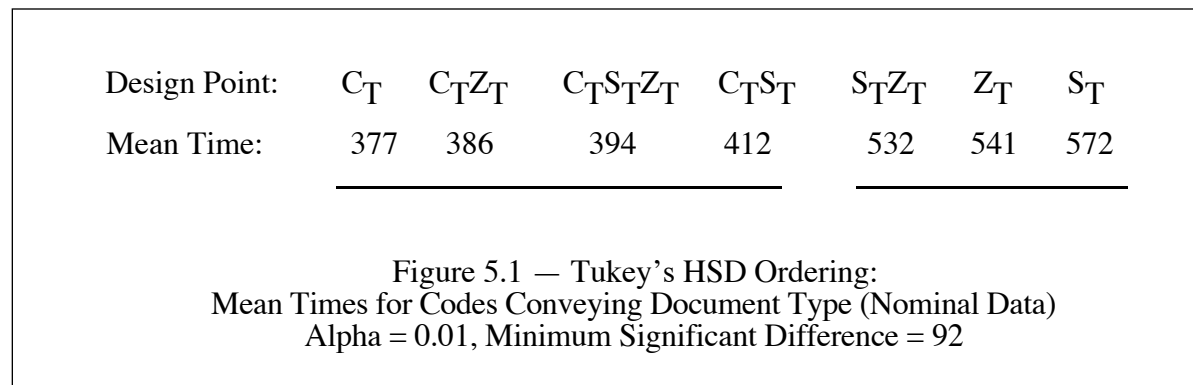 Design Point: C_T C_TZ_T C_TS_TZ_T C_TS_T S_TZ_T Z_T S_T
Mean Time: 377 386 394 412 532 541 572
Figure 5.1 — Tukey’s HSD Ordering:
Mean Times for Codes Conveying Document Type (Nominal Data)
Alpha = 0.01, Minimum Significant Difference = 92